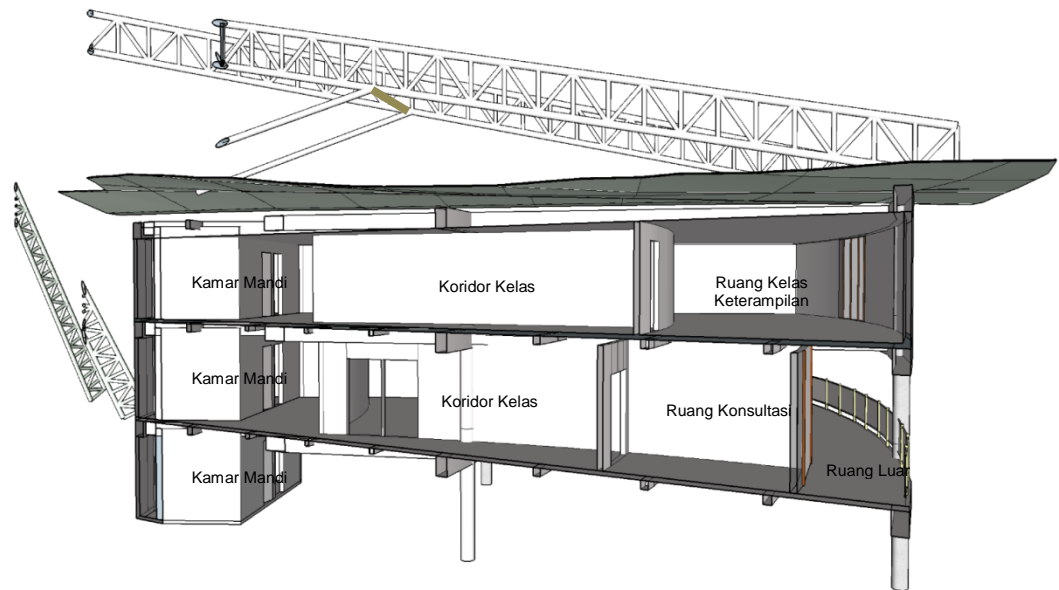 Kamar Mandi
Koridor Kelas
Ruang Kelas
Keterampilan
Kamar Mandi
Koridor Kelas
Ruang Konsultasi
Kamar Mandi
Ruang Luar